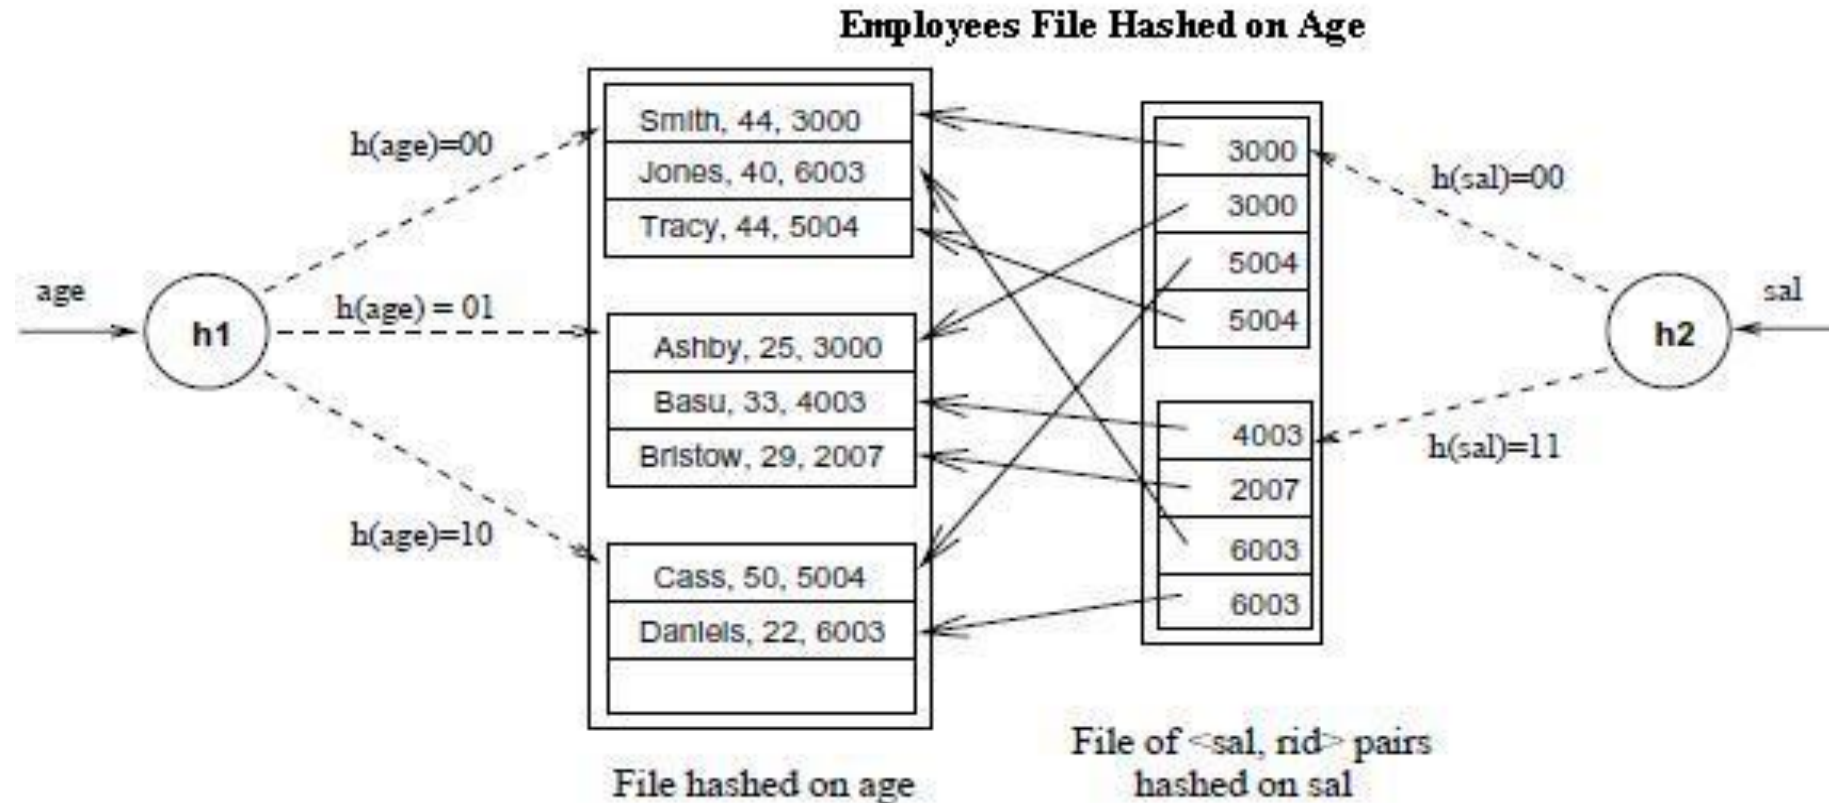 Employees File Hashed on Age
h(age)=00
h(age) = 01
h(age)=10
age
h1
Smith, 44, 3000
Jones, 40, 6003
Tracy, 44, 5004
Ashby, 25, 3000
Basu, 33, 4003
Bristow, 29, 2007
Cass, 50, 5004
Daniels, 22, 6003
File hashed on age
3000
3000
5004
5004
4003
2007
6003
6003
File of <sal, rid> pairs
hashed on sal
h(sal)=00
h(sal)=11
h2
sal